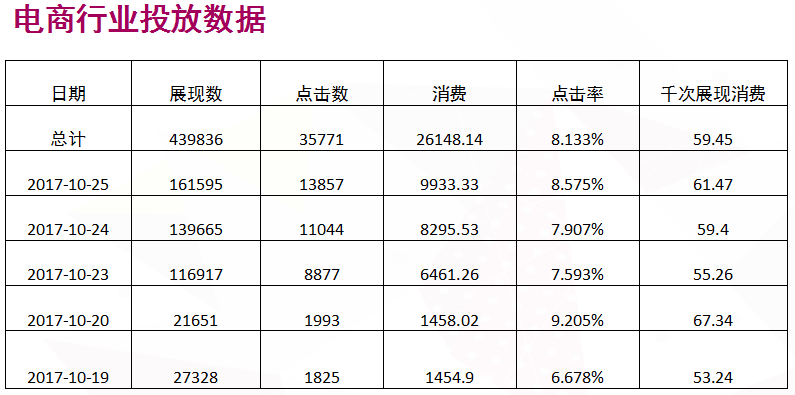 电商行业投放数据
日期 展现数 点击数 消费 点击率 千次展现消费
总计 439836 35771 26148.14 8.133% 59.45
2017-10-25 161595 13857 9933.33 8.575% 61.47
2017-10-24 139665 11044 8295.53 7.907% 59.4
2017-10-23 116917 8877 6461.26 7.593% 55.26
2017-10-20 21651 1993 1458.02 9.205% 67.34
2017-10-19 27328 1825 1454.9 6.678% 53.24